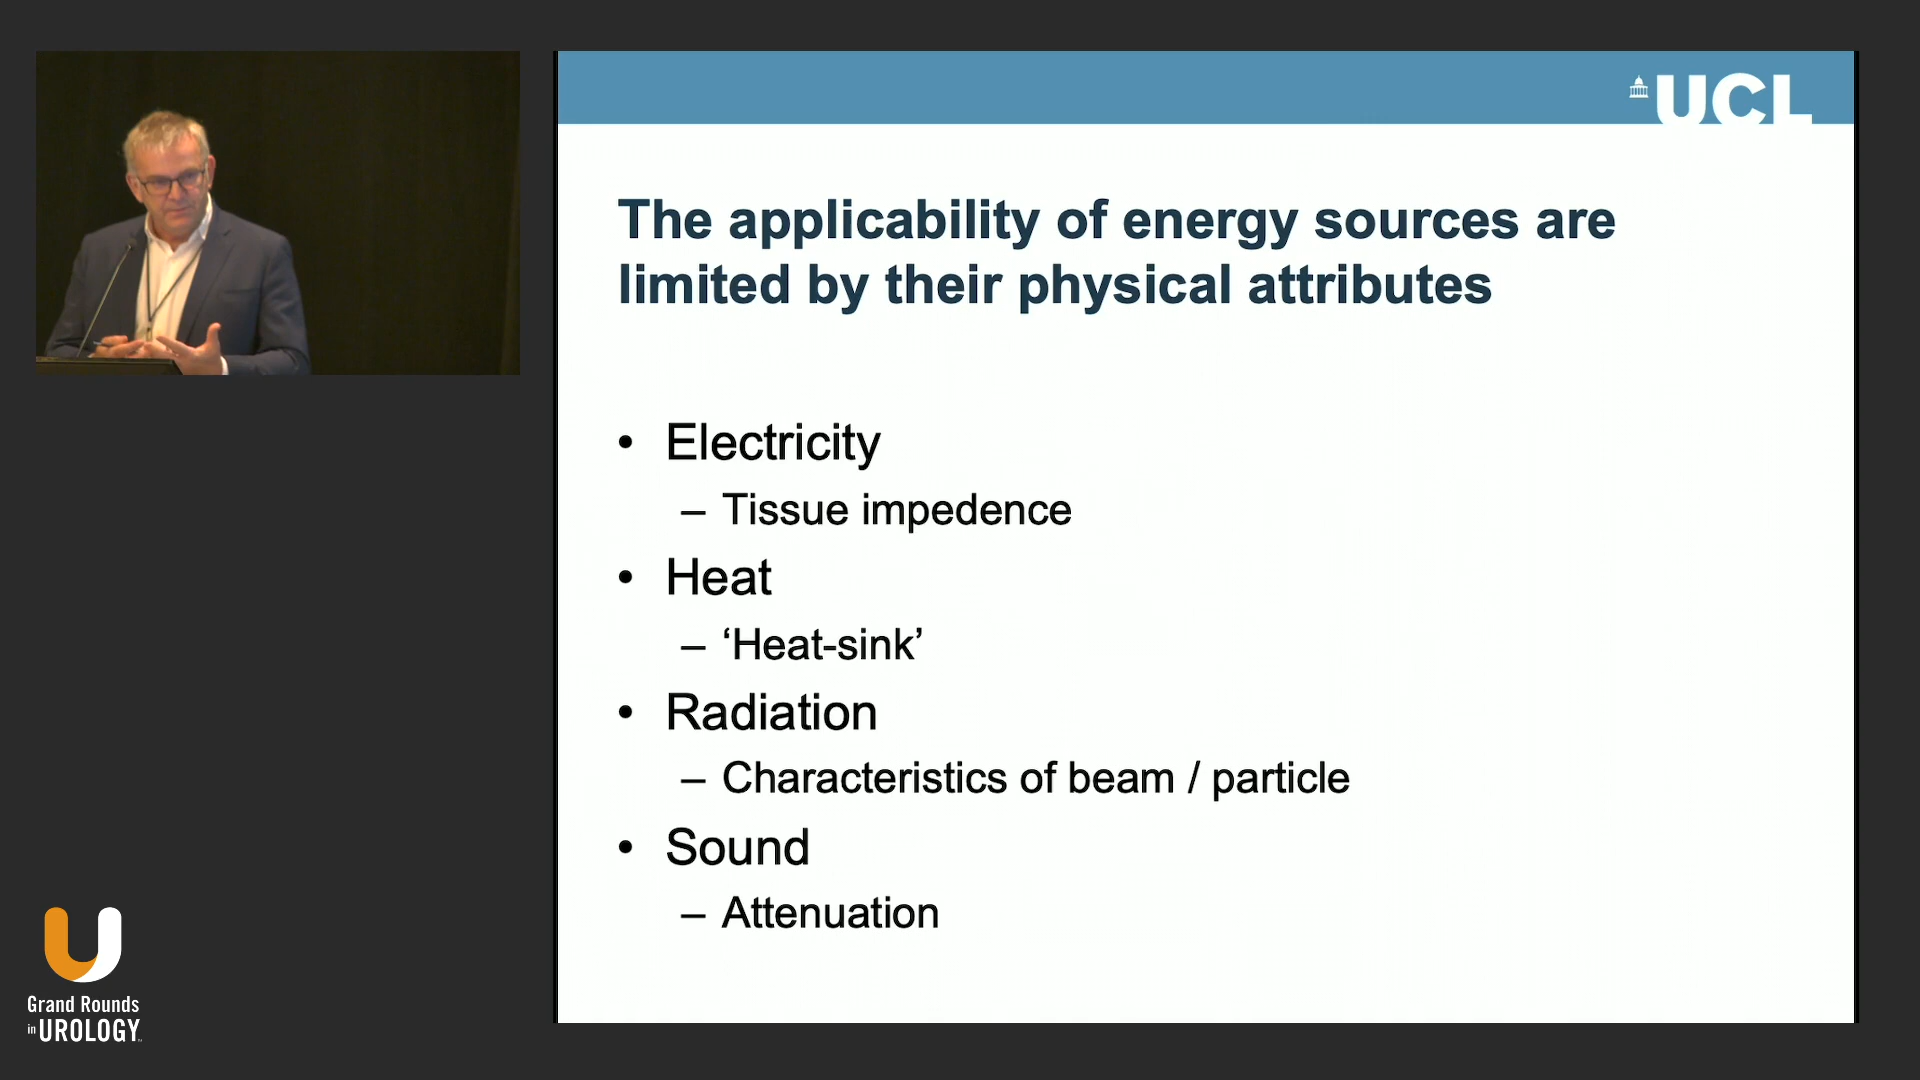 UCL
The applicability of energy sources are
limited by their physical attributes
• Electricity
– Tissue impedence
• Heat
– ‘Heat-sink’
• Radiation
– Characteristics of beam / particle
• Sound
– Attenuation
Grand Rounds
in UROLOGY